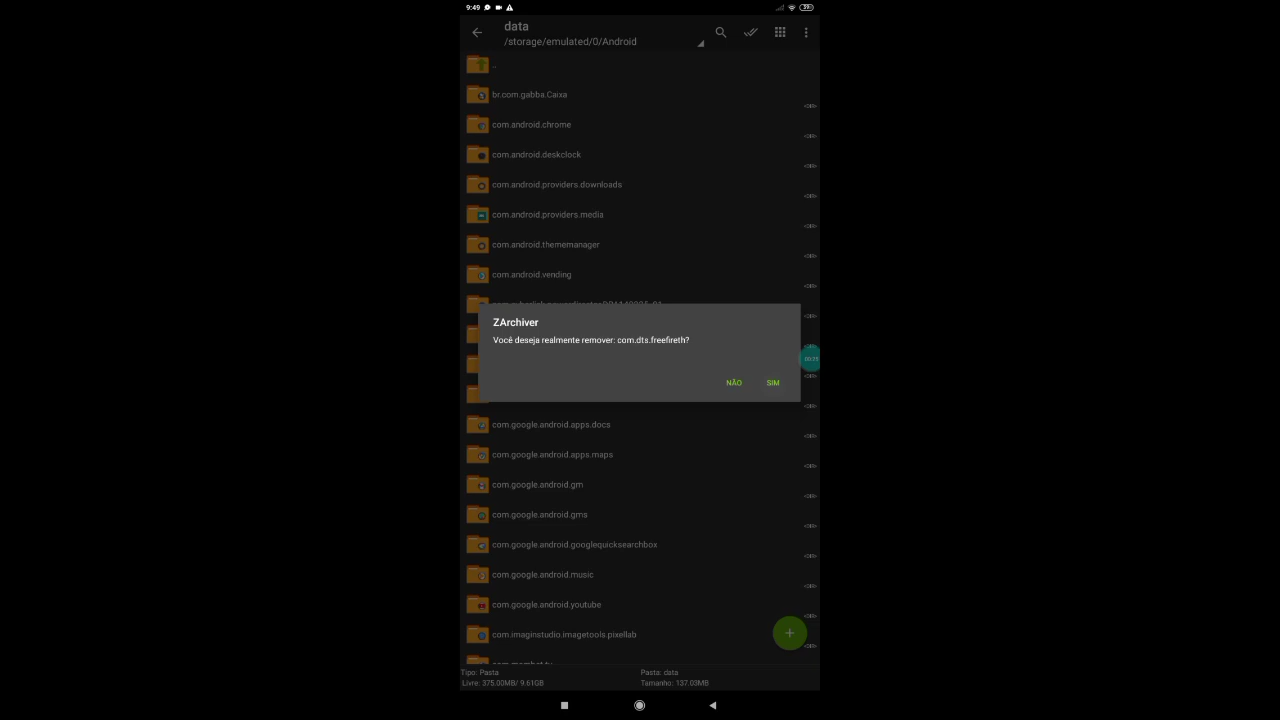 9:49
59
data
/storage/emulated/0/Android
..
br.com.gabba.Caixa
com.android.chrome
com.android.deskclock
com.android.providers.downloads
com.android.providers.media
com.android.thememanager
com.android.vending
ZArchiver
Você deseja realmente remover: com.dts.freefireth?
NÃO SIM
00:35
com.google.android.apps.docs
com.google.android.apps.maps
com.google.android.gm
com.google.android.gms
com.google.android.googlequicksearchbox
com.google.android.music
com.google.android.youtube
com.imaginstudio.imagetools.pixellab
Tipo: Pasta Pasta: data
Livre: 375.00MB/ 9.61GB Tamanho: 137.03MB